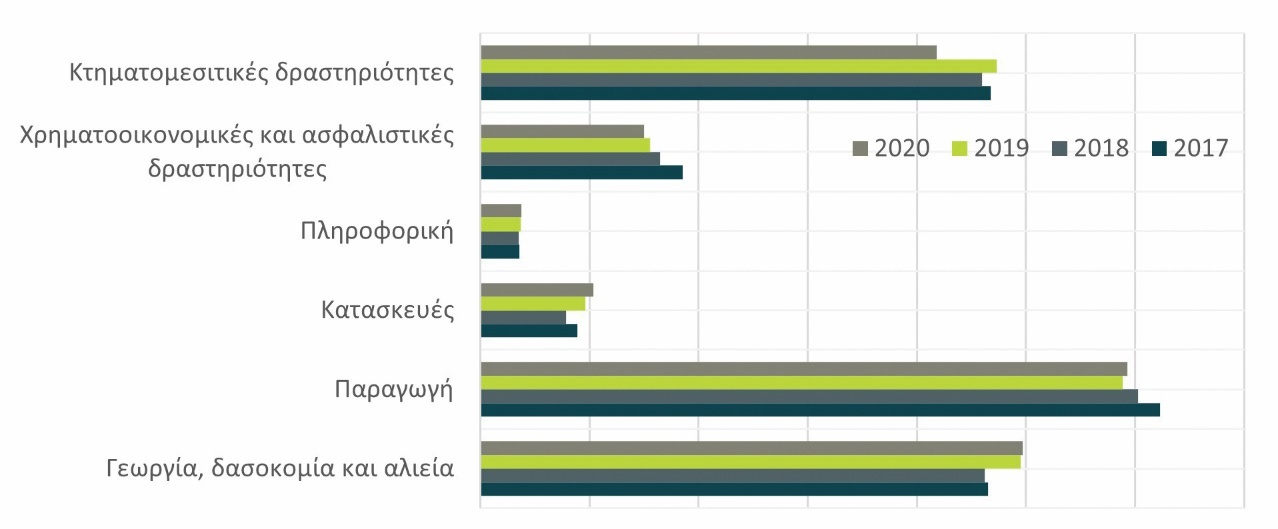 Κτηματομεσιτικές δραστηριότητες
Χρηματοοικονομικές και ασφαλιστικές
δραστηριότητες
2020 2019 2018 2017
Πληροφορική
Κατασκευές
Παραγωγή
Γεωργία, δασοκομία και αλιεία